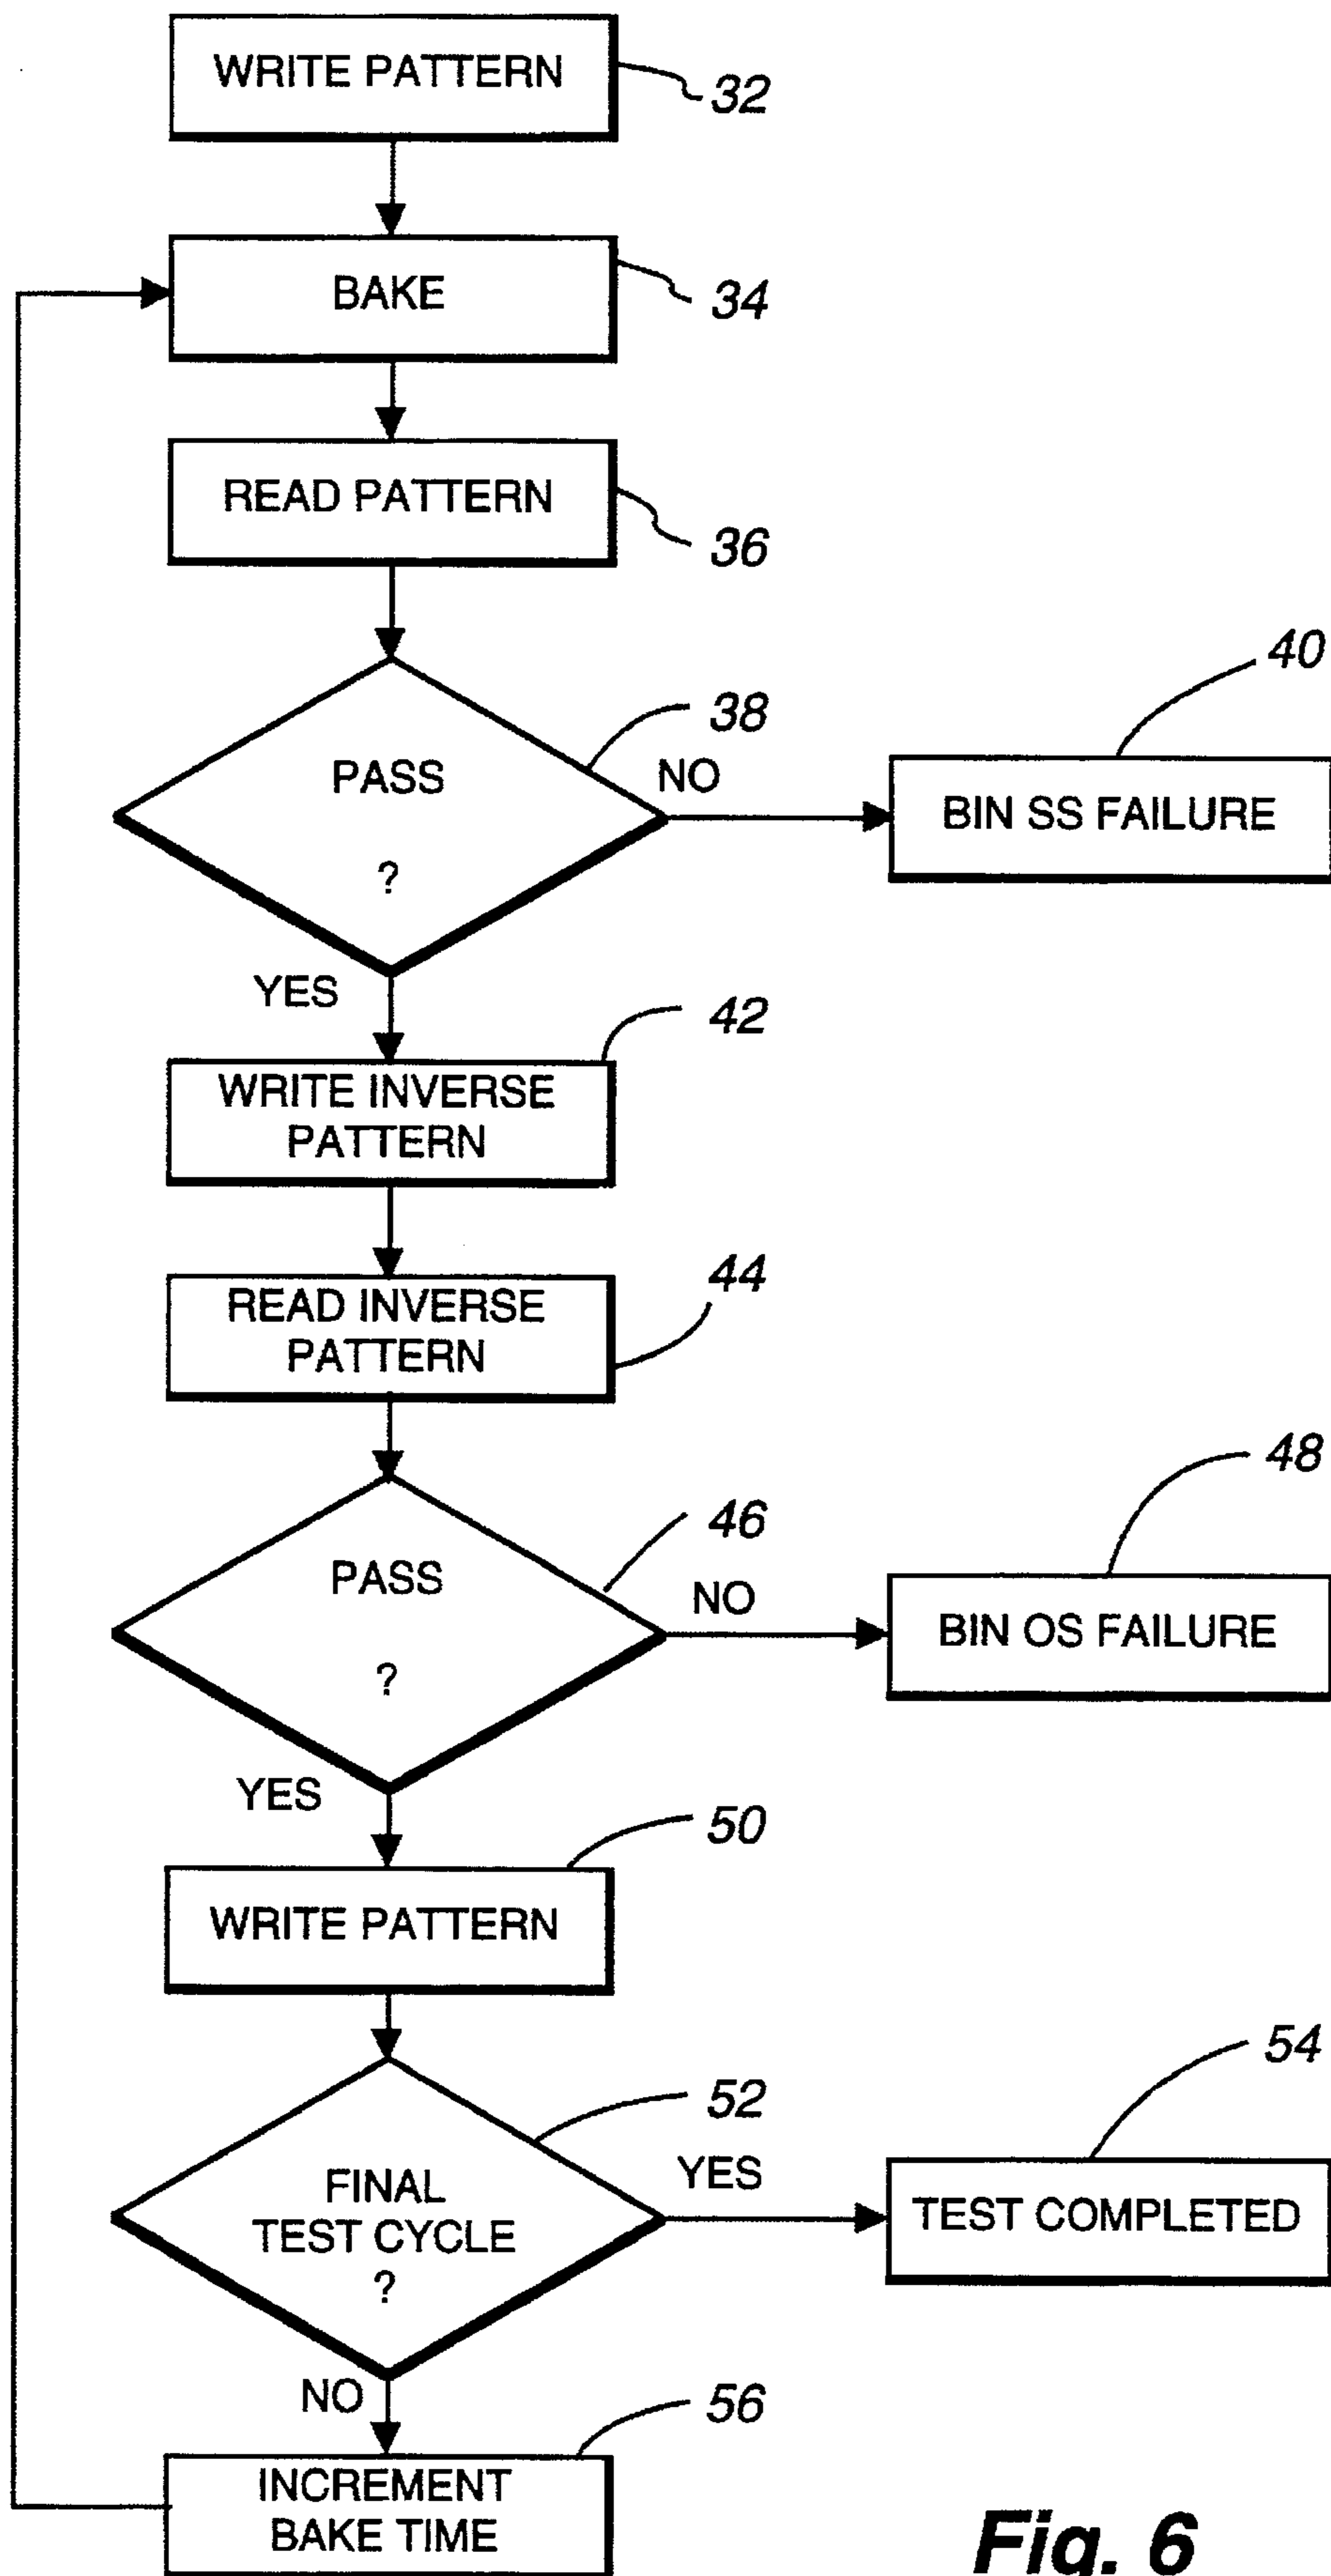 WRITE PATTERN
32
BAKE
34
READ PATTERN
36
PASS
?
38
NO
BIN SS FAILURE
40
YES
WRITE INVERSE
PATTERN
42
READ INVERSE
PATTERN
44
PASS
?
46
NO
BIN OS FAILURE
48
YES
WRITE PATTERN
50
FINAL
TEST CYCLE
?
52
YES
TEST COMPLETED
54
NO
INCREMENT
BAKE TIME
56
Fig. 6